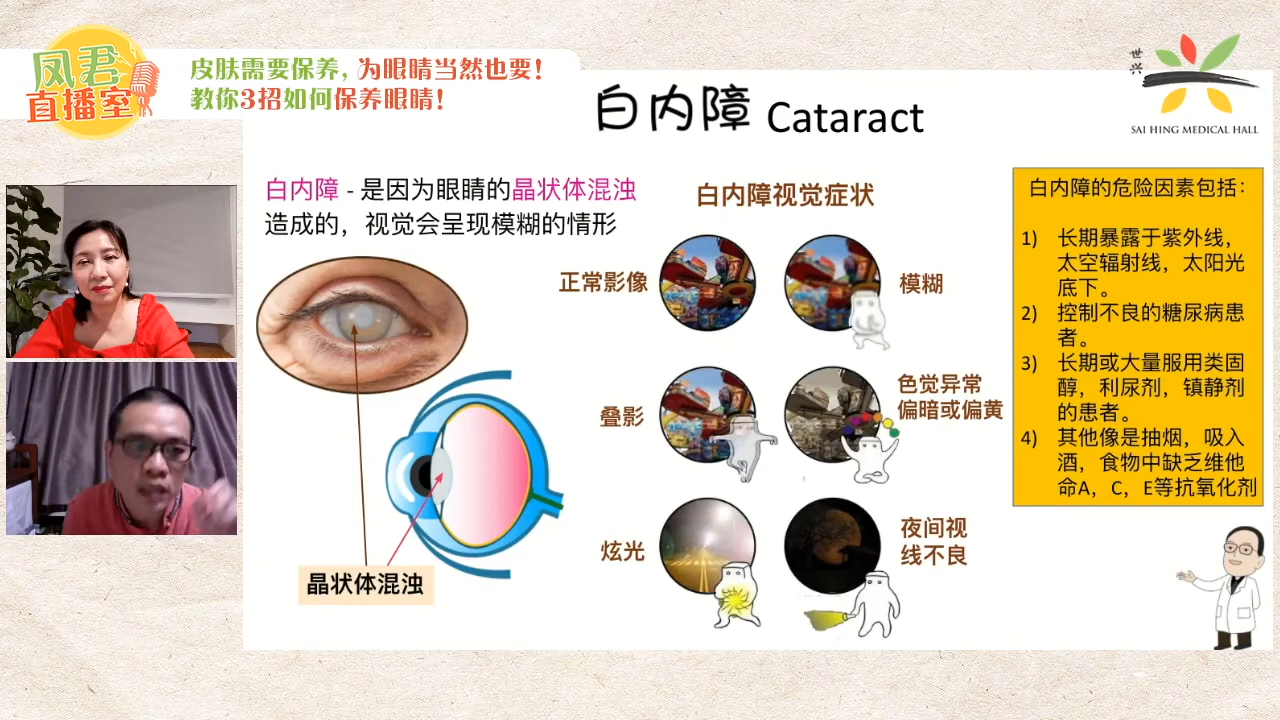 凤君
直播室
皮肤需要保养，为眼睛当然也要！
教你3招如何保养眼睛！
世兴
SAI HING MEDICAL HALL
白内障 Cataract
白内障 - 是因为眼睛的晶状体混浊
造成的，视觉会呈现模糊的情形
晶状体混浊
白内障视觉症状
正常影像
模糊
叠影
色觉异常
偏暗或偏黄
炫光
夜间视
线不良
白内障的危险因素包括：
1) 长期暴露于紫外线，
太空辐射线，太阳光
底下。
2) 控制不良的糖尿病患
者。
3) 长期或大量服用类固
醇，利尿剂，镇静剂
的患者。
4) 其他像是抽烟，吸入
酒，食物中缺乏维他
命A，C，E等抗氧化剂